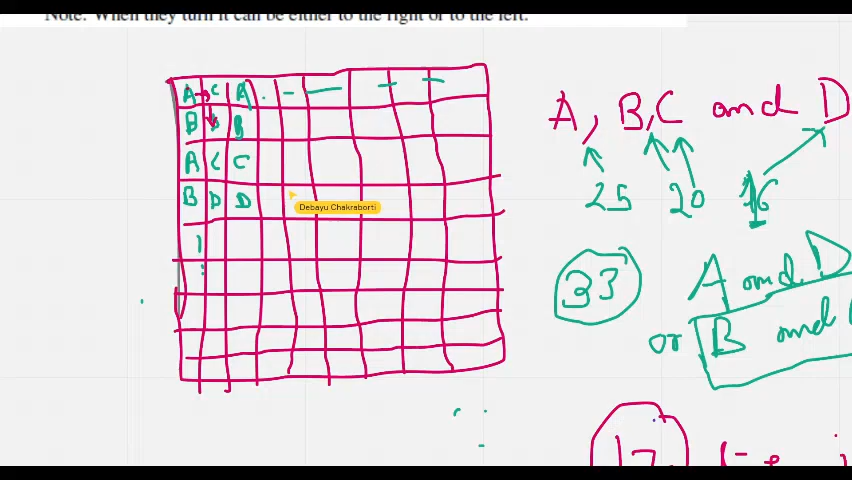 Note: When they turn it can be either to the right or to the left.
A C A
B D B
A C C
B D D
Debayu Chakraborti
A, B, C and D
25 20 16
33
A and D
or B and
17